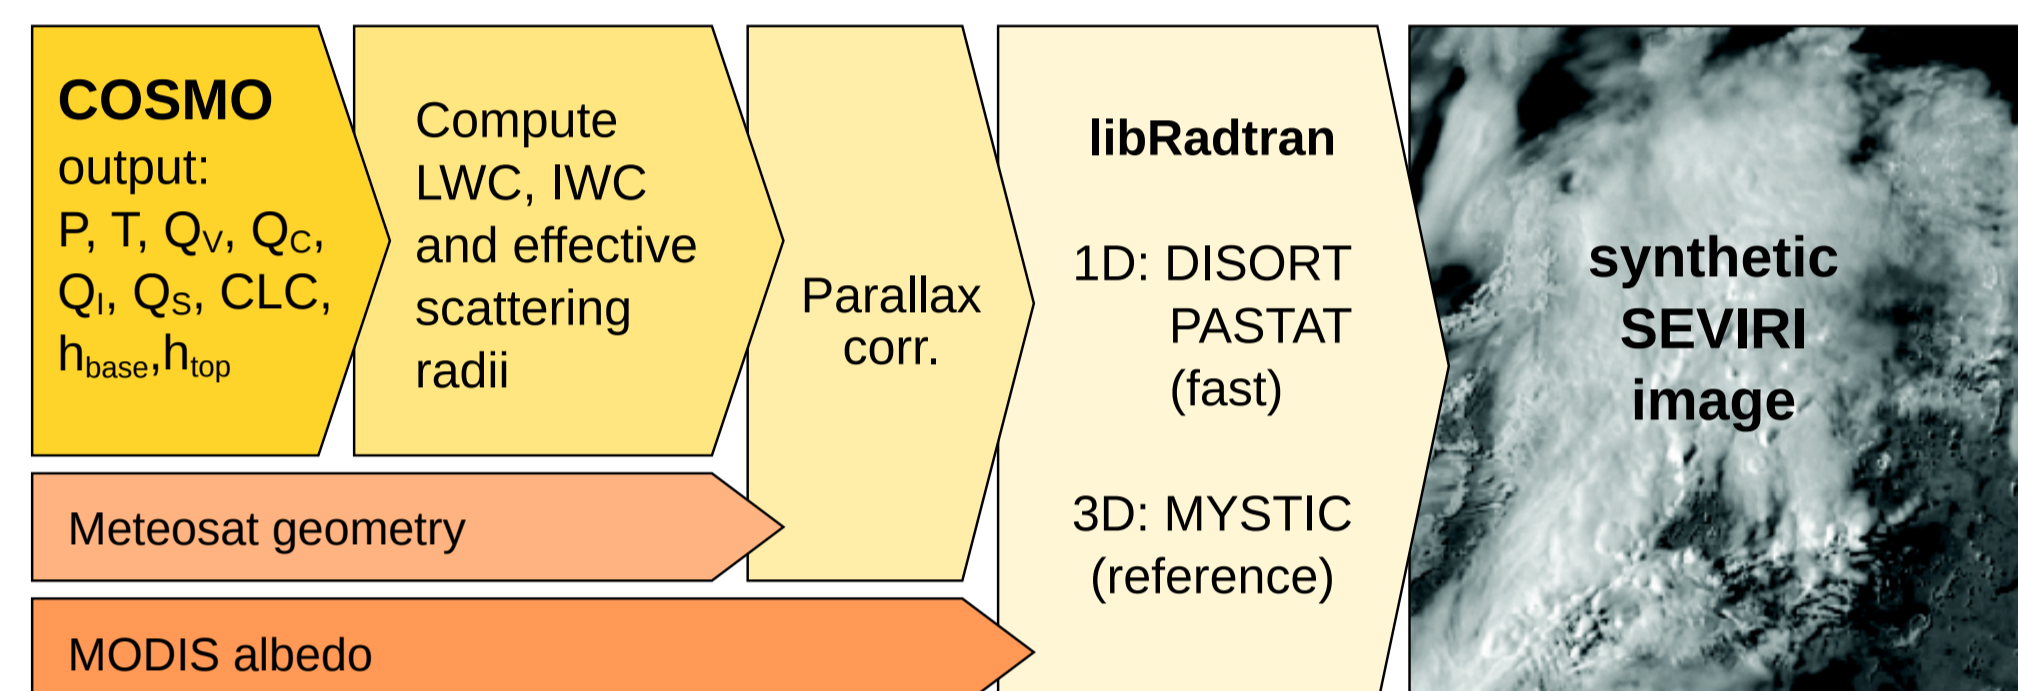 COSMO
output:
P, T, QV, QC,
QI, QS, CLC,
hbase,htop
Compute
LWC, IWC
and effective
scattering
radii
Parallax
corr.
libRadtran
1D: DISORT
PASTAT
(fast)
3D: MYSTIC
(reference)
synthetic
SEVIRI
image
Meteosat geometry
MODIS albedo